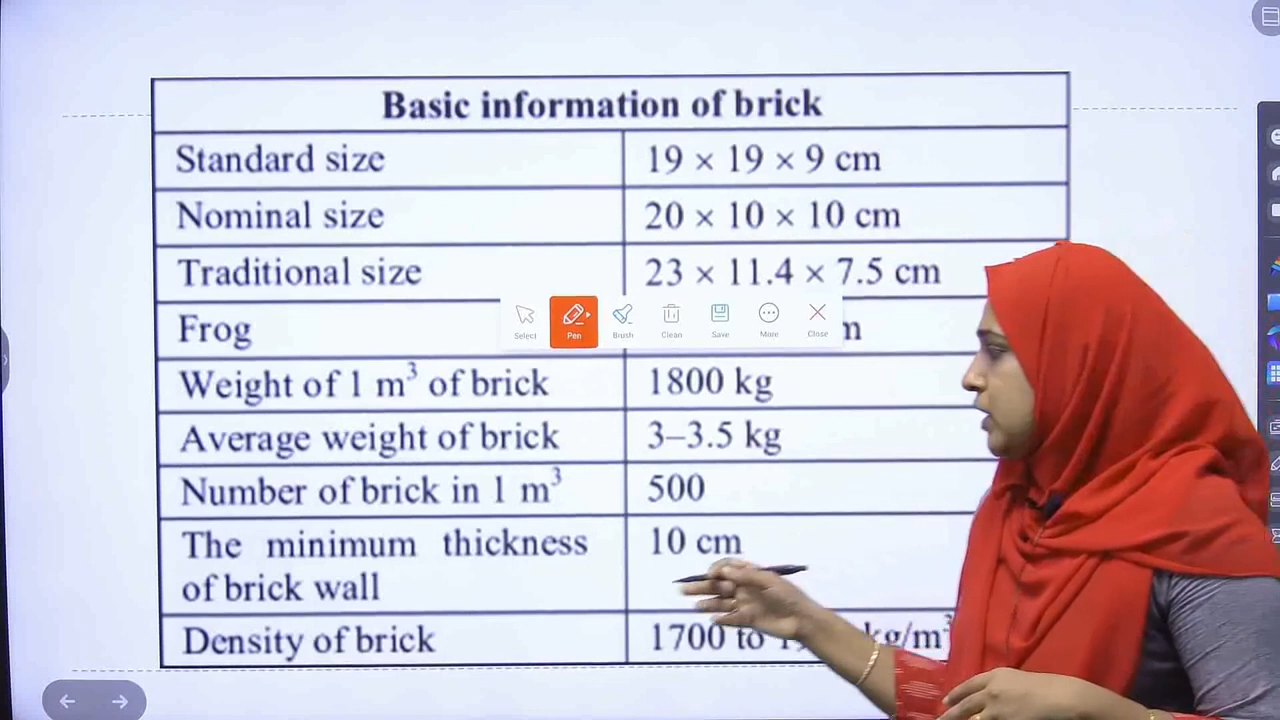 Basic information of brick
Standard size 19 × 19 × 9 cm
Nominal size 20 × 10 × 10 cm
Traditional size 23 × 11.4 × 7.5 cm
Select Pen Brush Clean Save More Close
Frog
Weight of 1 m³ of brick 1800 kg
Average weight of brick 3–3.5 kg
Number of brick in 1 m³ 500
The minimum thickness 10 cm
of brick wall
Density of brick 1700 to kg/m³